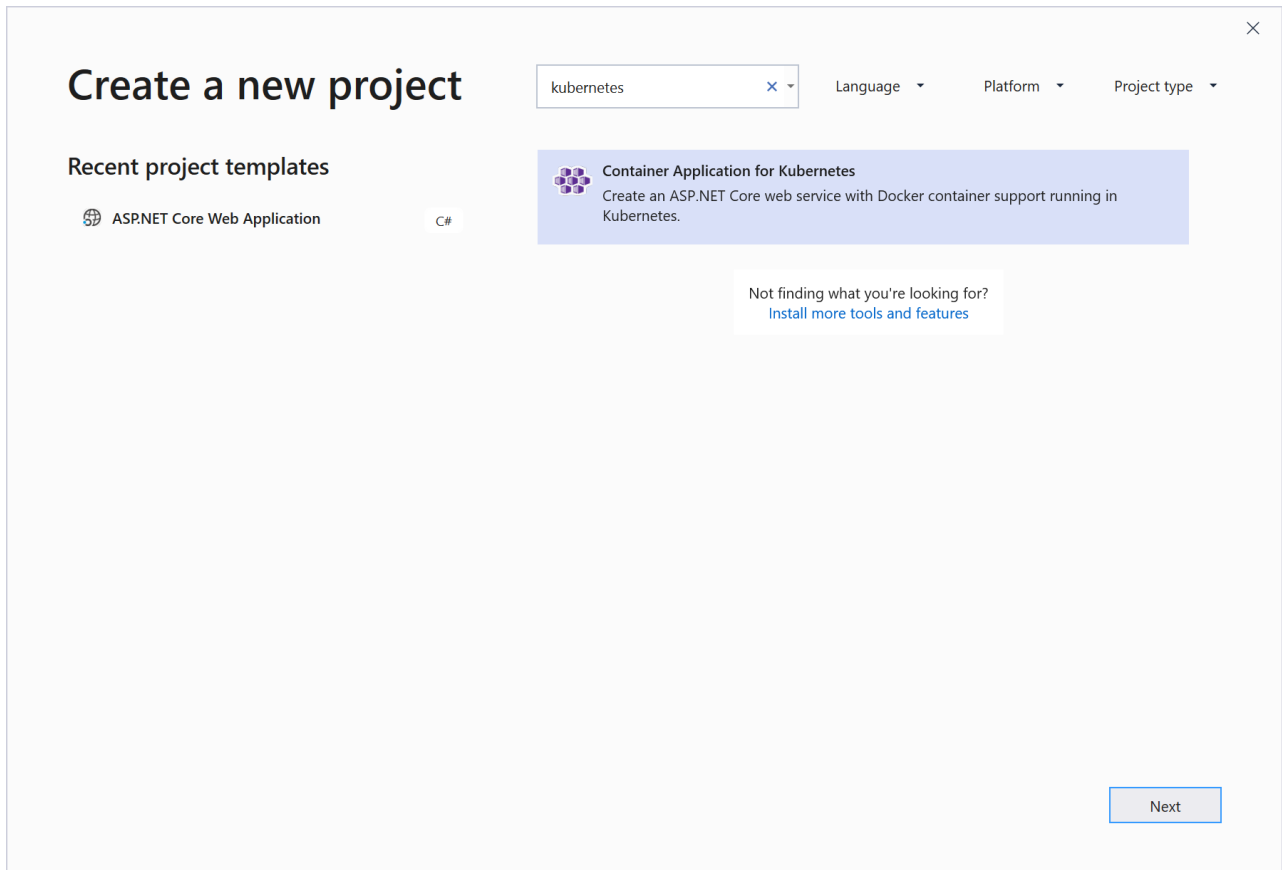 Create a new project
kubernetes
Language
Platform
Project type
Recent project templates
ASP.NET Core Web Application
C#
Container Application for Kubernetes
Create an ASP.NET Core web service with Docker container support running in
Kubernetes.
Not finding what you're looking for?
Install more tools and features
Next